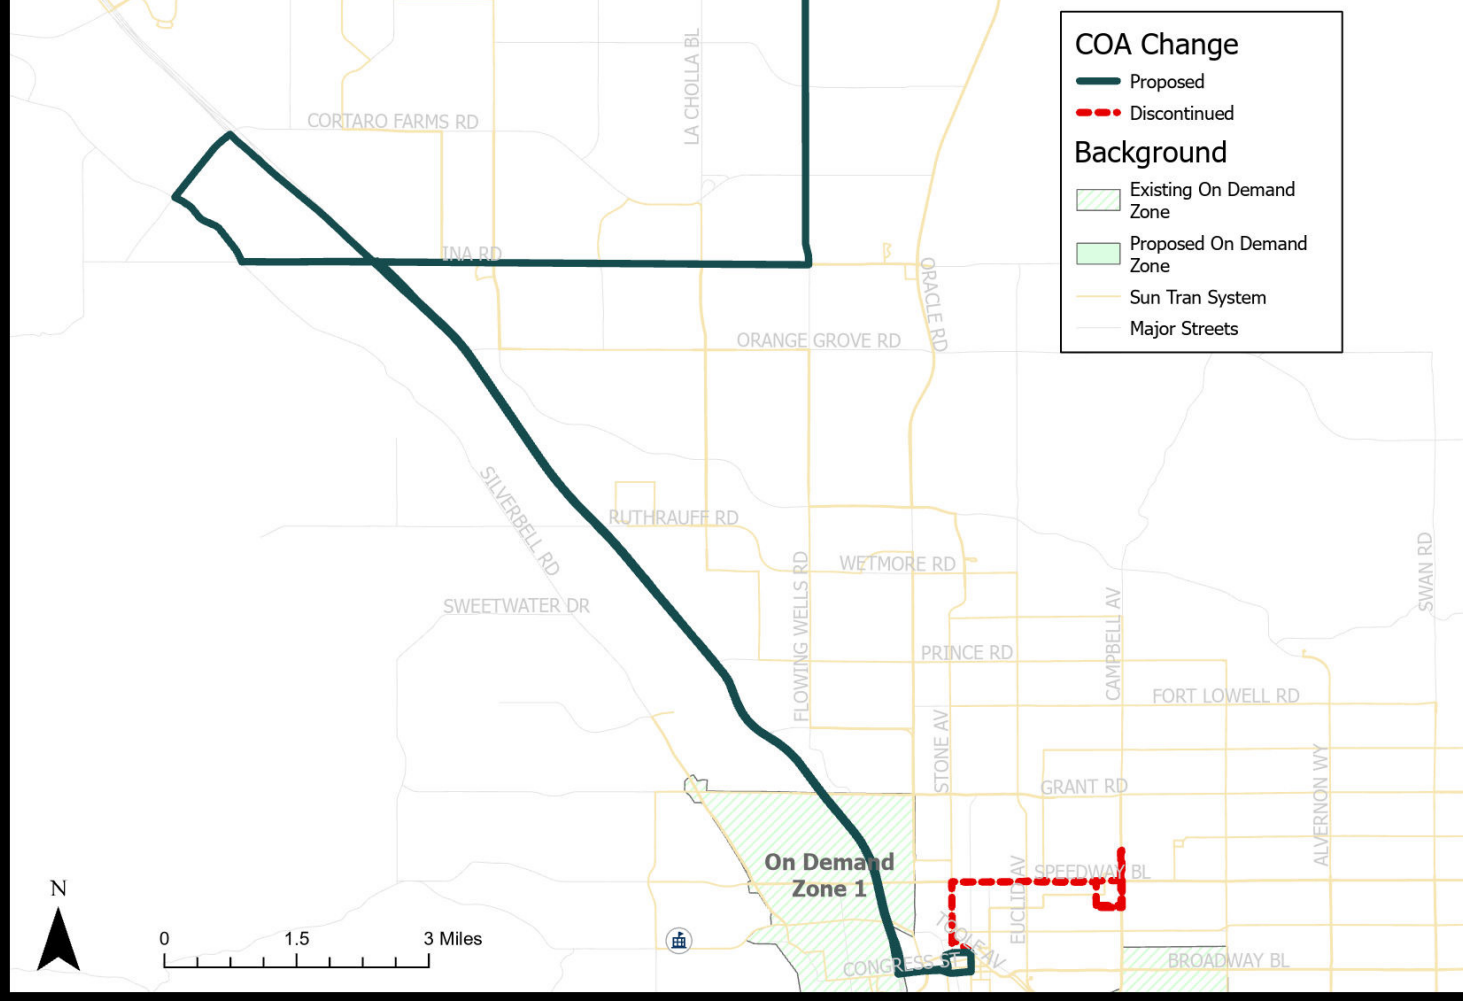 COA Change
Proposed
Discontinued
Background
Existing On Demand
Zone
Proposed On Demand
Zone
Sun Tran System
Major Streets
LA CHOLLA BL
CORTARO FARMS RD
INA RD
ORACLE RD
ORANGE GROVE RD
SILVERBELL RD
RUTHRAUFF RD
WETMORE RD
FLOWING WELLS RD
SWAN RD
SWEETWATER DR
CAMPBELL AV
PRINCE RD
FORT LOWELL RD
STONE AV
GRANT RD
ALVERNON WY
On Demand
Zone 1
SPEEDWAY BL
EUCLID AV
TOOLE AV
CONGRESS ST
BROADWAY BL
N
0 1.5 3 Miles